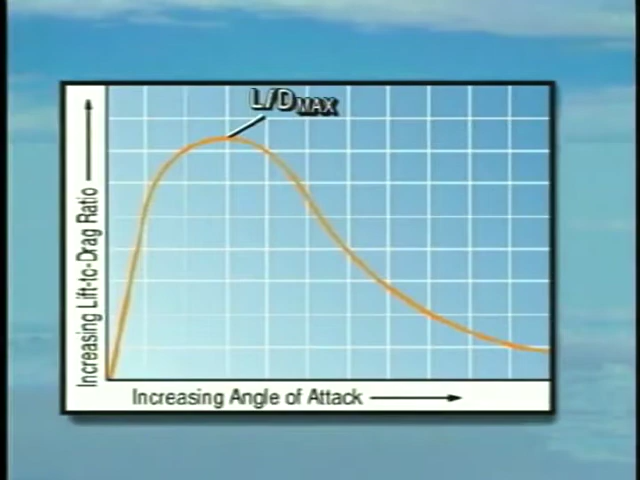 L/DMAX
Increasing Lift-to-Drag Ratio
Increasing Angle of Attack